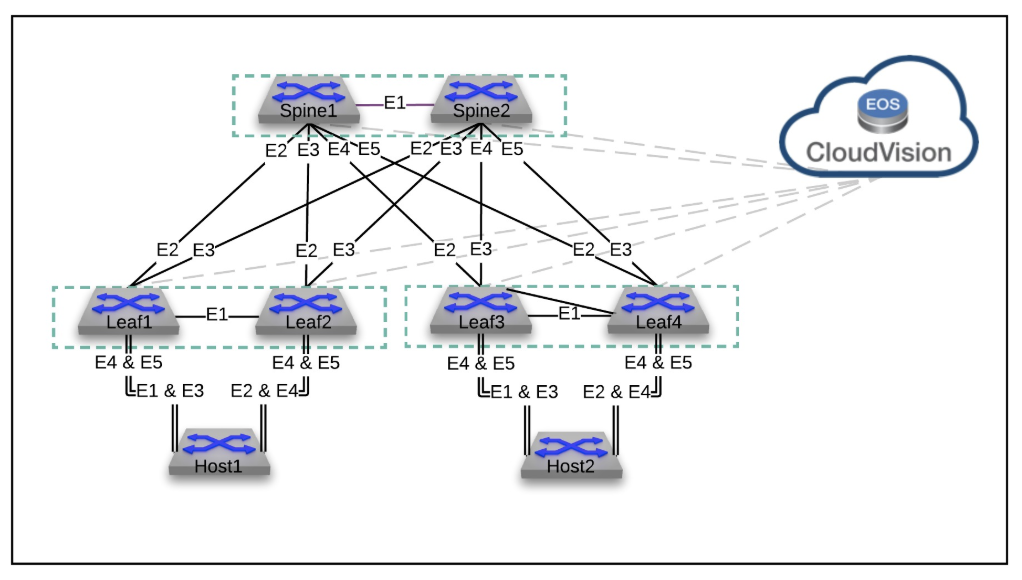 EOS
CloudVision
Spine1
E1
Spine2
E2 E3 E4 E5
E2 E3 E4 E5
E2 E3
E2 E3
E2 E3
E2 E3
Leaf1
E1
Leaf2
Leaf3
E1
Leaf4
E4 & E5
E4 & E5
E4 & E5
E4 & E5
E1 & E3
E2 & E4
E1 & E3
E2 & E4
Host1
Host2